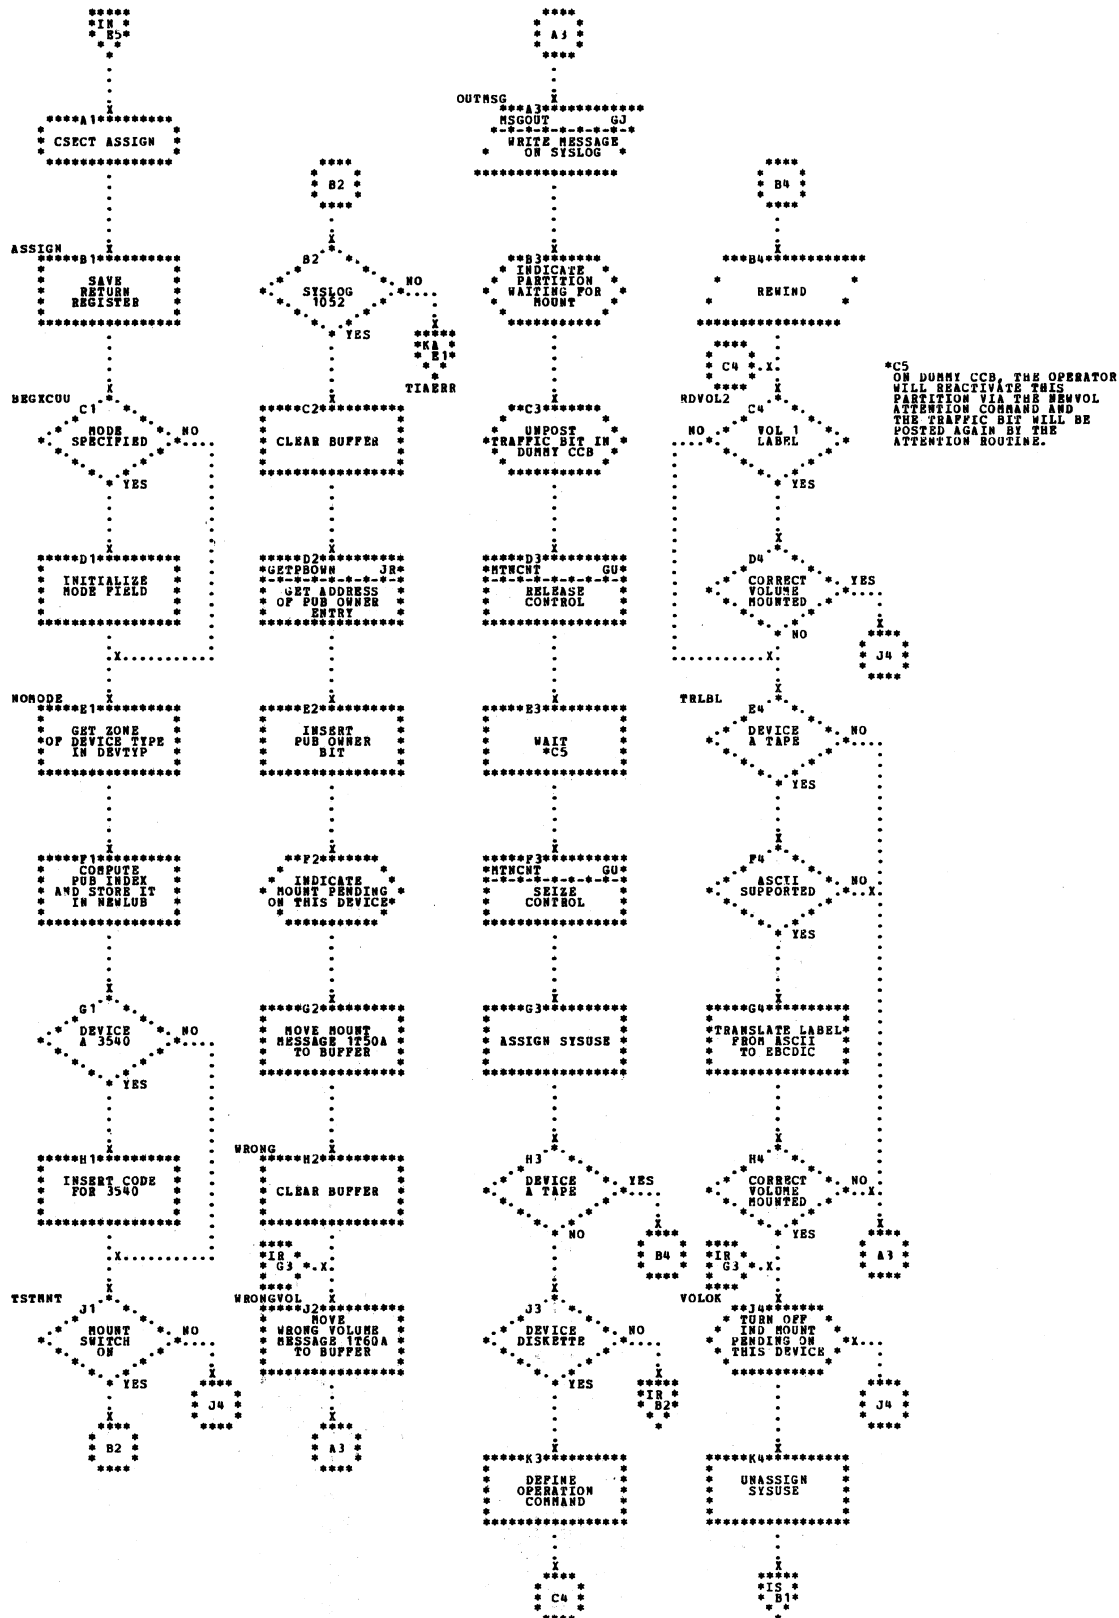 IN
E5
A1
CSECT ASSIGN
ASSIGN
B1
SAVE
RETURN
REGISTER
BEGXCUU
C1
MODE
SPECIFIED
NO
YES
D1
INITIALIZE
MODE FIELD
NOMODE
E1
GET ZONE
OF DEVICE TYPE
IN DEVTYP
F1
COMPUTE
PUB INDEX
AND STORE IT
IN NEWLUB
G1
DEVICE
A 3540
NO
YES
H1
INSERT CODE
FOR 3540
TSTMNT
J1
MOUNT
SWITCH
ON
NO
YES
J4
B2
B2
B2
SYSLOG
1052
NO
YES
KA
E1
TIAERR
C2
CLEAR BUFFER
D2
GETPBOWN JR
GET ADDRESS
OF PUB OWNER
ENTRY
E2
INSERT
PUB OWNER
BIT
F2
INDICATE
MOUNT PENDING
ON THIS DEVICE
G2
MOVE MOUNT
MESSAGE 1T50A
TO BUFFER
WRONG
H2
CLEAR BUFFER
IR
G3
WRONGVOL
J2
MOVE
WRONG VOLUME
MESSAGE 1T60A
TO BUFFER
A3
A3
OUTMSG
A3
MSGOUT GJ
WRITE MESSAGE
ON SYSLOG
B3
INDICATE
PARTITION
WAITING FOR
MOUNT
C3
UNPOST
TRAFFIC BIT IN
DUMMY CCB
D3
MTNCNT GU
RELEASE
CONTROL
E3
WAIT
*C5
F3
MTNCNT GU
SEIZE
CONTROL
G3
ASSIGN SYSUSE
H3
DEVICE
A TAPE
YES
NO
B4
J3
DEVICE
DISKETTE
NO
YES
IR
B2
K3
DEFINE
OPERATION
COMMAND
C4
B4
B4
REWIND
C4
RDVOL2
C4
VOL 1
LABEL
NO
YES
D4
CORRECT
VOLUME
MOUNTED
YES
NO
J4
TRLBL
E4
DEVICE
A TAPE
NO
YES
F4
ASCII
SUPPORTED
NO
YES
G4
TRANSLATE LABEL
FROM ASCII
TO EBCDIC
H4
CORRECT
VOLUME
MOUNTED
NO
YES
A3
IR
G3
VOLOK
J4
TURN OFF
IND MOUNT
PENDING ON
THIS DEVICE
J4
K4
UNASSIGN
SYSUSE
IS
B1
*C5
ON DUMMY CCB, THE OPERATOR
WILL REACTIVATE THIS
PARTITION VIA THE NEWVOL
ATTENTION COMMAND AND
THE TRAFFIC BIT WILL BE
POSTED AGAIN BY THE
ATTENTION ROUTINE.